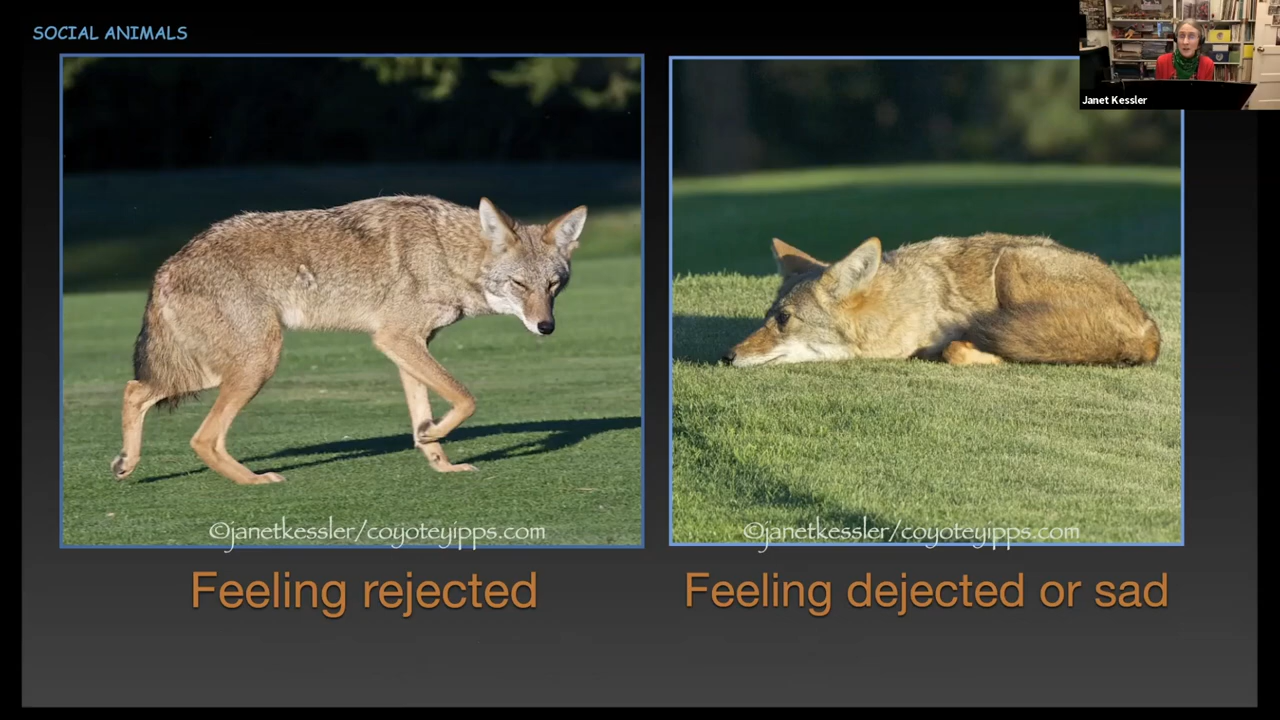 SOCIAL ANIMALS
Janet Kessler
©janetkessler/coyoteyipps.com
©janetkessler/coyoteyipps.com
Feeling rejected
Feeling dejected or sad